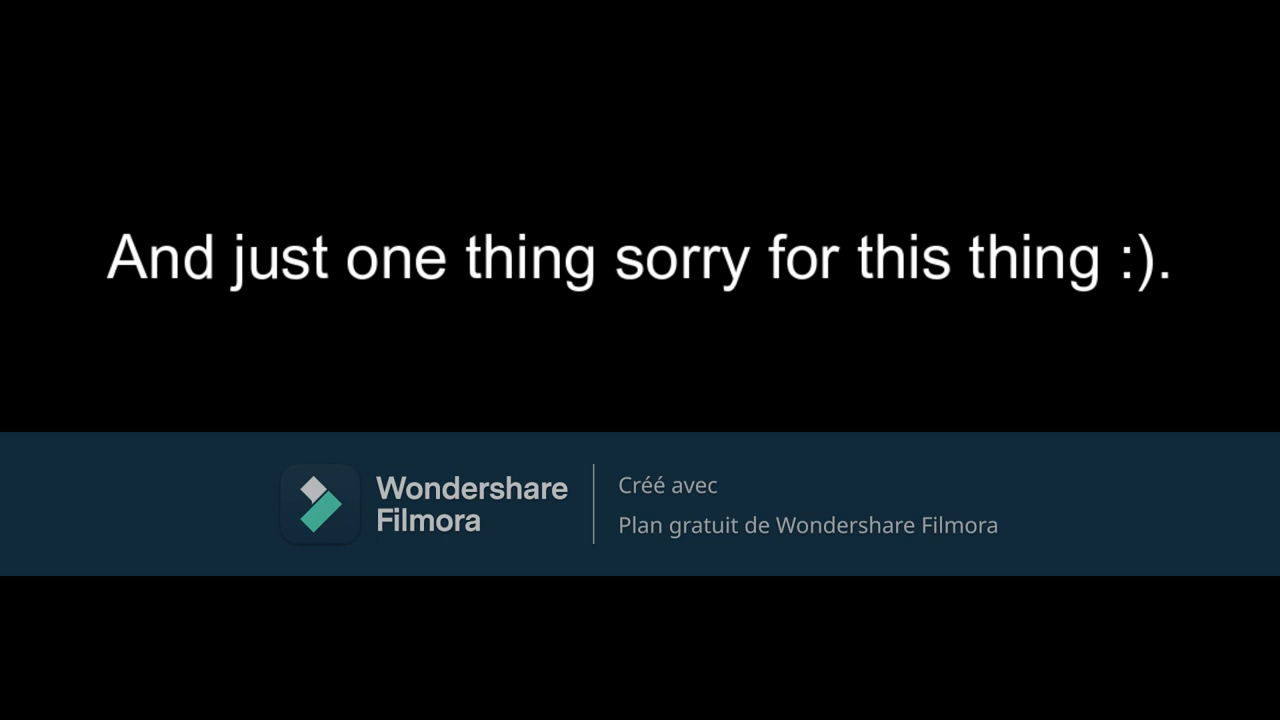 And just one thing sorry for this thing :).
Wondershare
Filmora
Créé avec
Plan gratuit de Wondershare Filmora